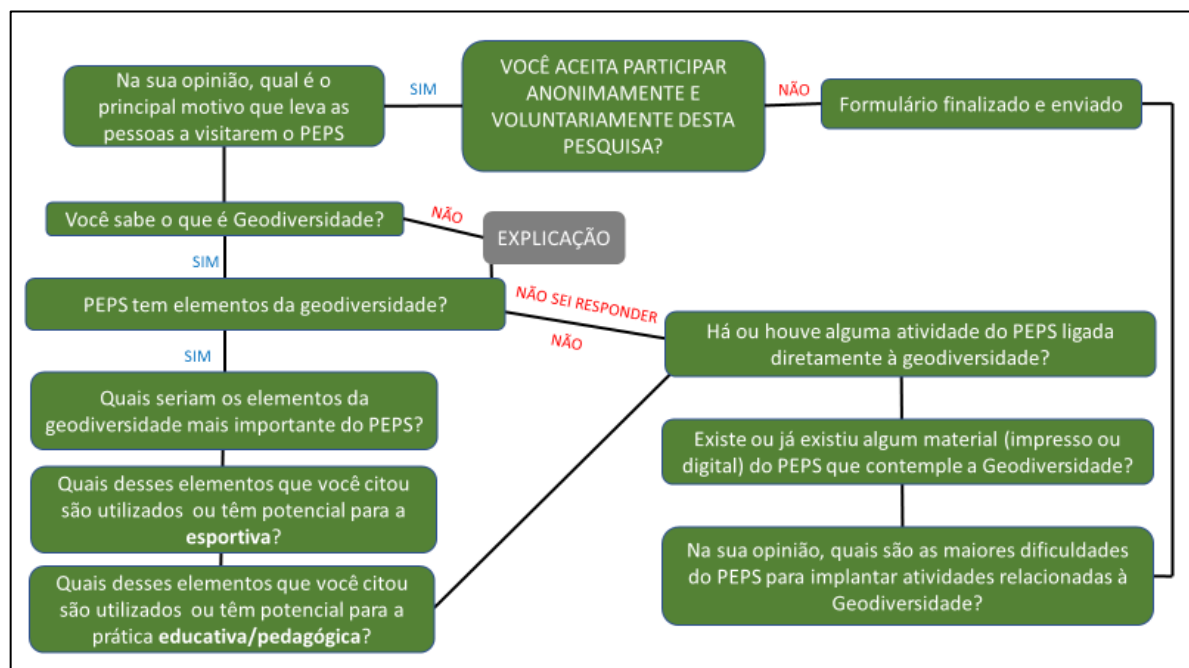 VOCÊ ACEITA PARTICIPAR
ANONIMAMENTE E
VOLUNTARIAMENTE DESTA
PESQUISA?
SIM
NÃO
Na sua opinião, qual é o
principal motivo que leva as
pessoas a visitarem o PEPS
Formulário finalizado e enviado
Você sabe o que é Geodiversidade?
NÃO
EXPLICAÇÃO
SIM
PEPS tem elementos da geodiversidade?
NÃO SEI RESPONDER
NÃO
SIM
Quais seriam os elementos da
geodiversidade mais importante do PEPS?
Quais desses elementos que você citou
são utilizados ou têm potencial para a
esportiva?
Quais desses elementos que você citou
são utilizados ou têm potencial para a
prática educativa/pedagógica?
Há ou houve alguma atividade do PEPS ligada
diretamente à geodiversidade?
Existe ou já existiu algum material (impresso ou
digital) do PEPS que contemple a Geodiversidade?
Na sua opinião, quais são as maiores dificuldades
do PEPS para implantar atividades relacionadas à
Geodiversidade?